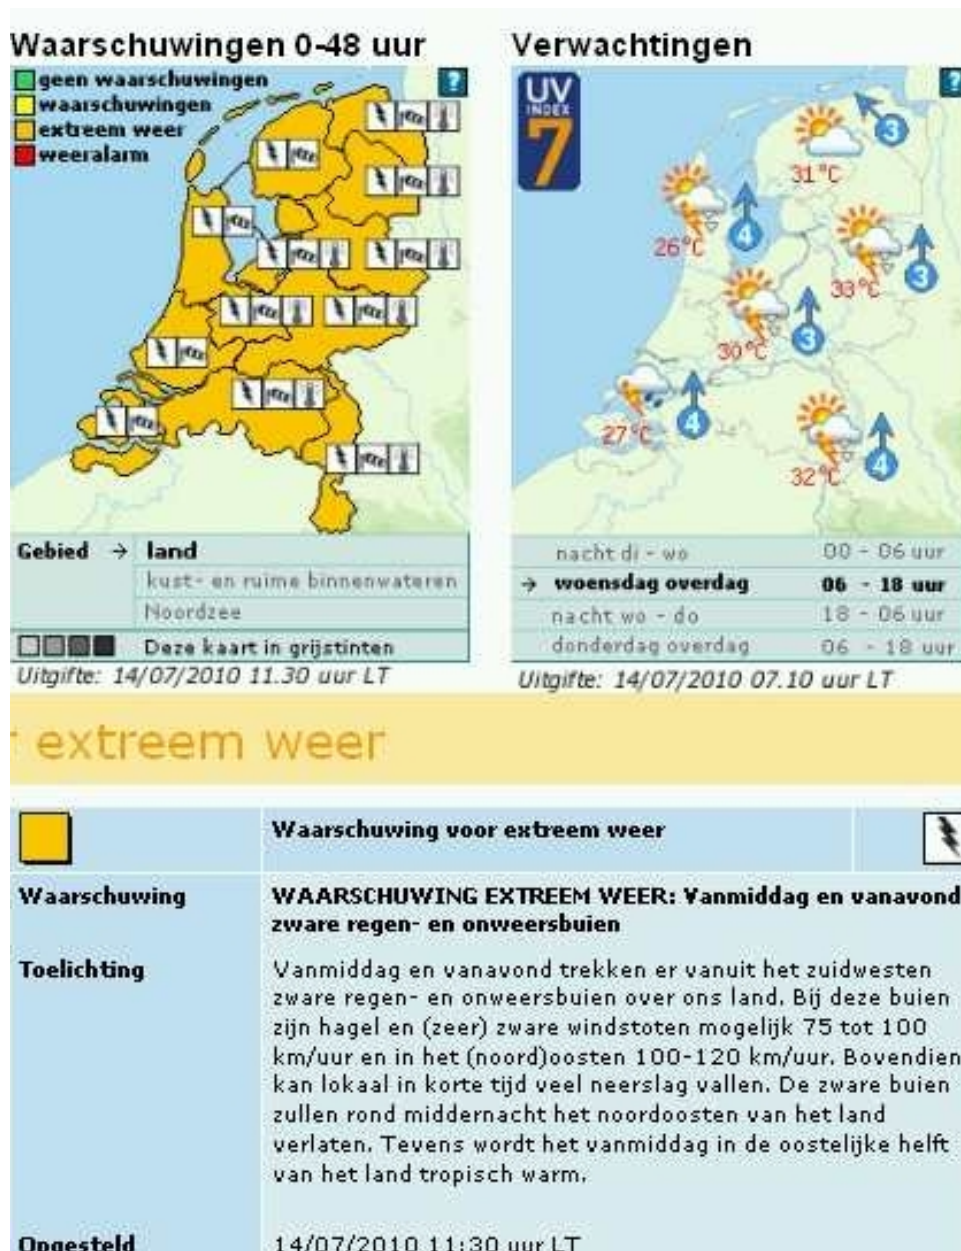 Waarschuwingen 0-48 uur
geen waarschuwingen
waarschuwingen
extreem weer
weeralarm
?
Gebied → land
kust- en ruime binnenwateren
Noordzee
Deze kaart in grijstinten
Uitgifte: 14/07/2010 11.30 uur LT
Verwachtingen
?
UV
INDEX
7
3
31°C
4
26°C
3
33°C
3
30°C
4
27°C
4
32°C
nacht di - wo 00 - 06 uur
→ woensdag overdag 06 - 18 uur
nacht wo - do 18 - 06 uur
donderdag overdag 06 - 18 uur
Uitgifte: 14/07/2010 07.10 uur LT
extreem weer
Waarschuwing voor extreem weer
Waarschuwing WAARSCHUWING EXTREEM WEER: Vanmiddag en vanavond
zware regen- en onweersbuien
Toelichting Vanmiddag en vanavond trekken er vanuit het zuidwesten
zware regen- en onweersbuien over ons land. Bij deze buien
zijn hagel en (zeer) zware windstoten mogelijk 75 tot 100
km/uur en in het (noord)oosten 100-120 km/uur. Bovendien
kan lokaal in korte tijd veel neerslag vallen. De zware buien
zullen rond middernacht het noordoosten van het land
verlaten. Tevens wordt het vanmiddag in de oostelijke helft
van het land tropisch warm.
Opgesteld 14/07/2010 11:30 uur LT